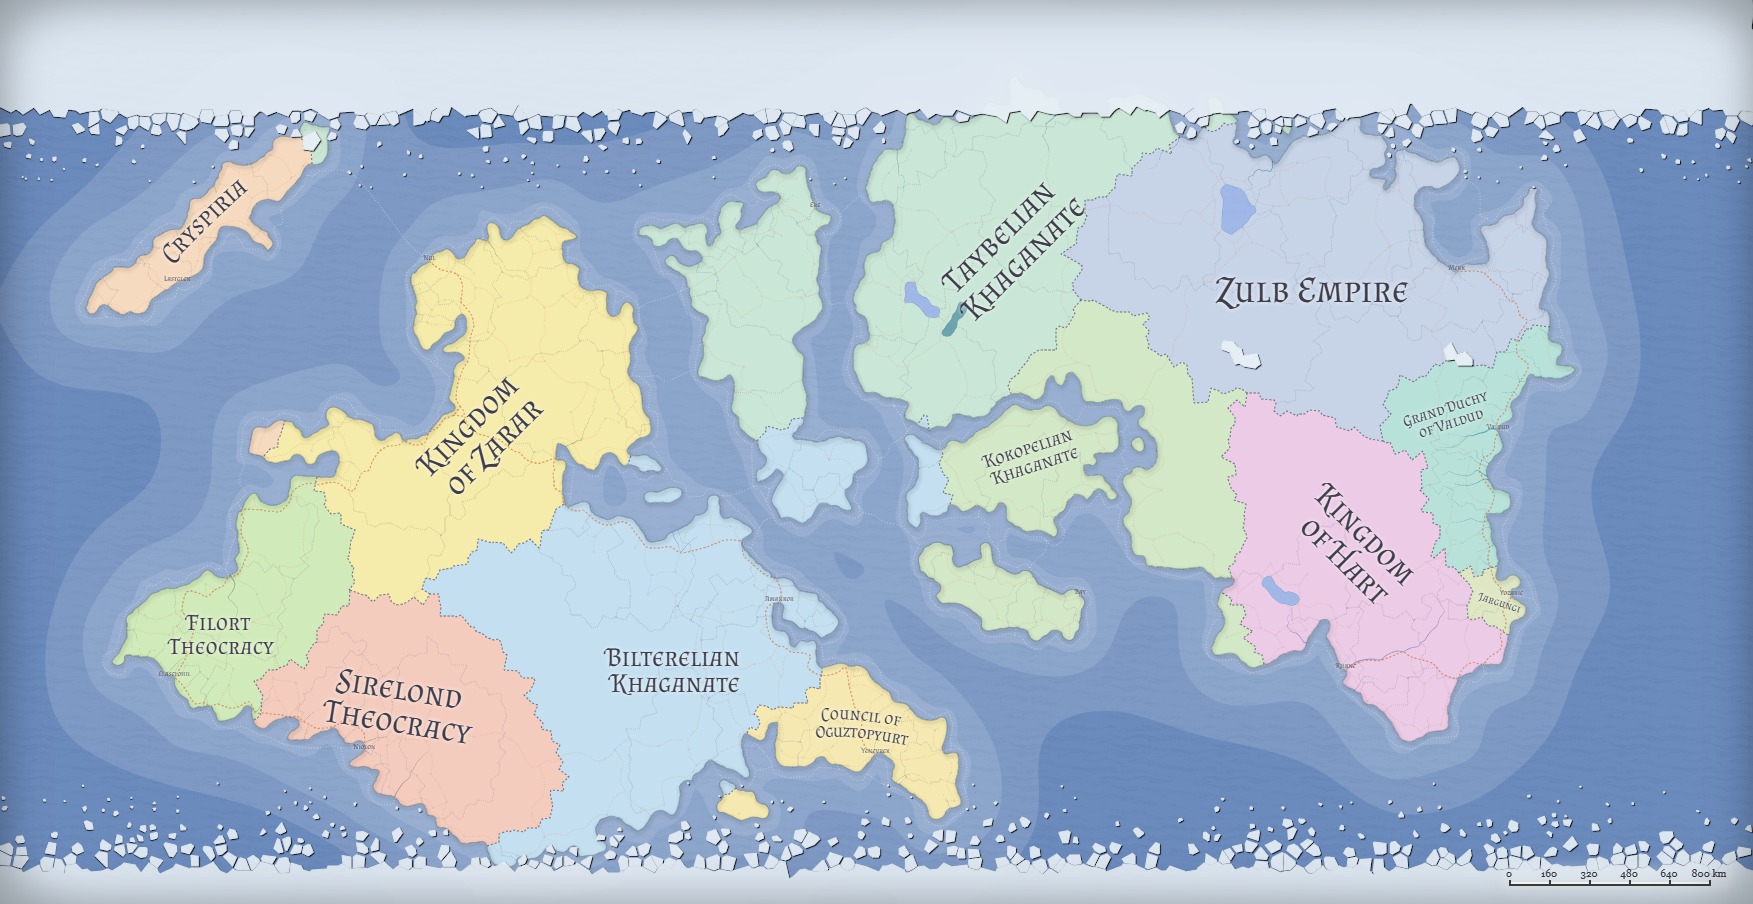 Cryspiria
Taybelian
Khaganate
Zulb Empire
Kingdom
of Zarar
Grand Duchy
of Valdud
Valdud
Kokopelian
Khaganate
Kingdom
of Hart
Jargungi
Filort
Theocracy
Sirelond
Theocracy
Bilterelian
Khaganate
Council of
Oguztopyurt
0 160 320 480 640 800 km